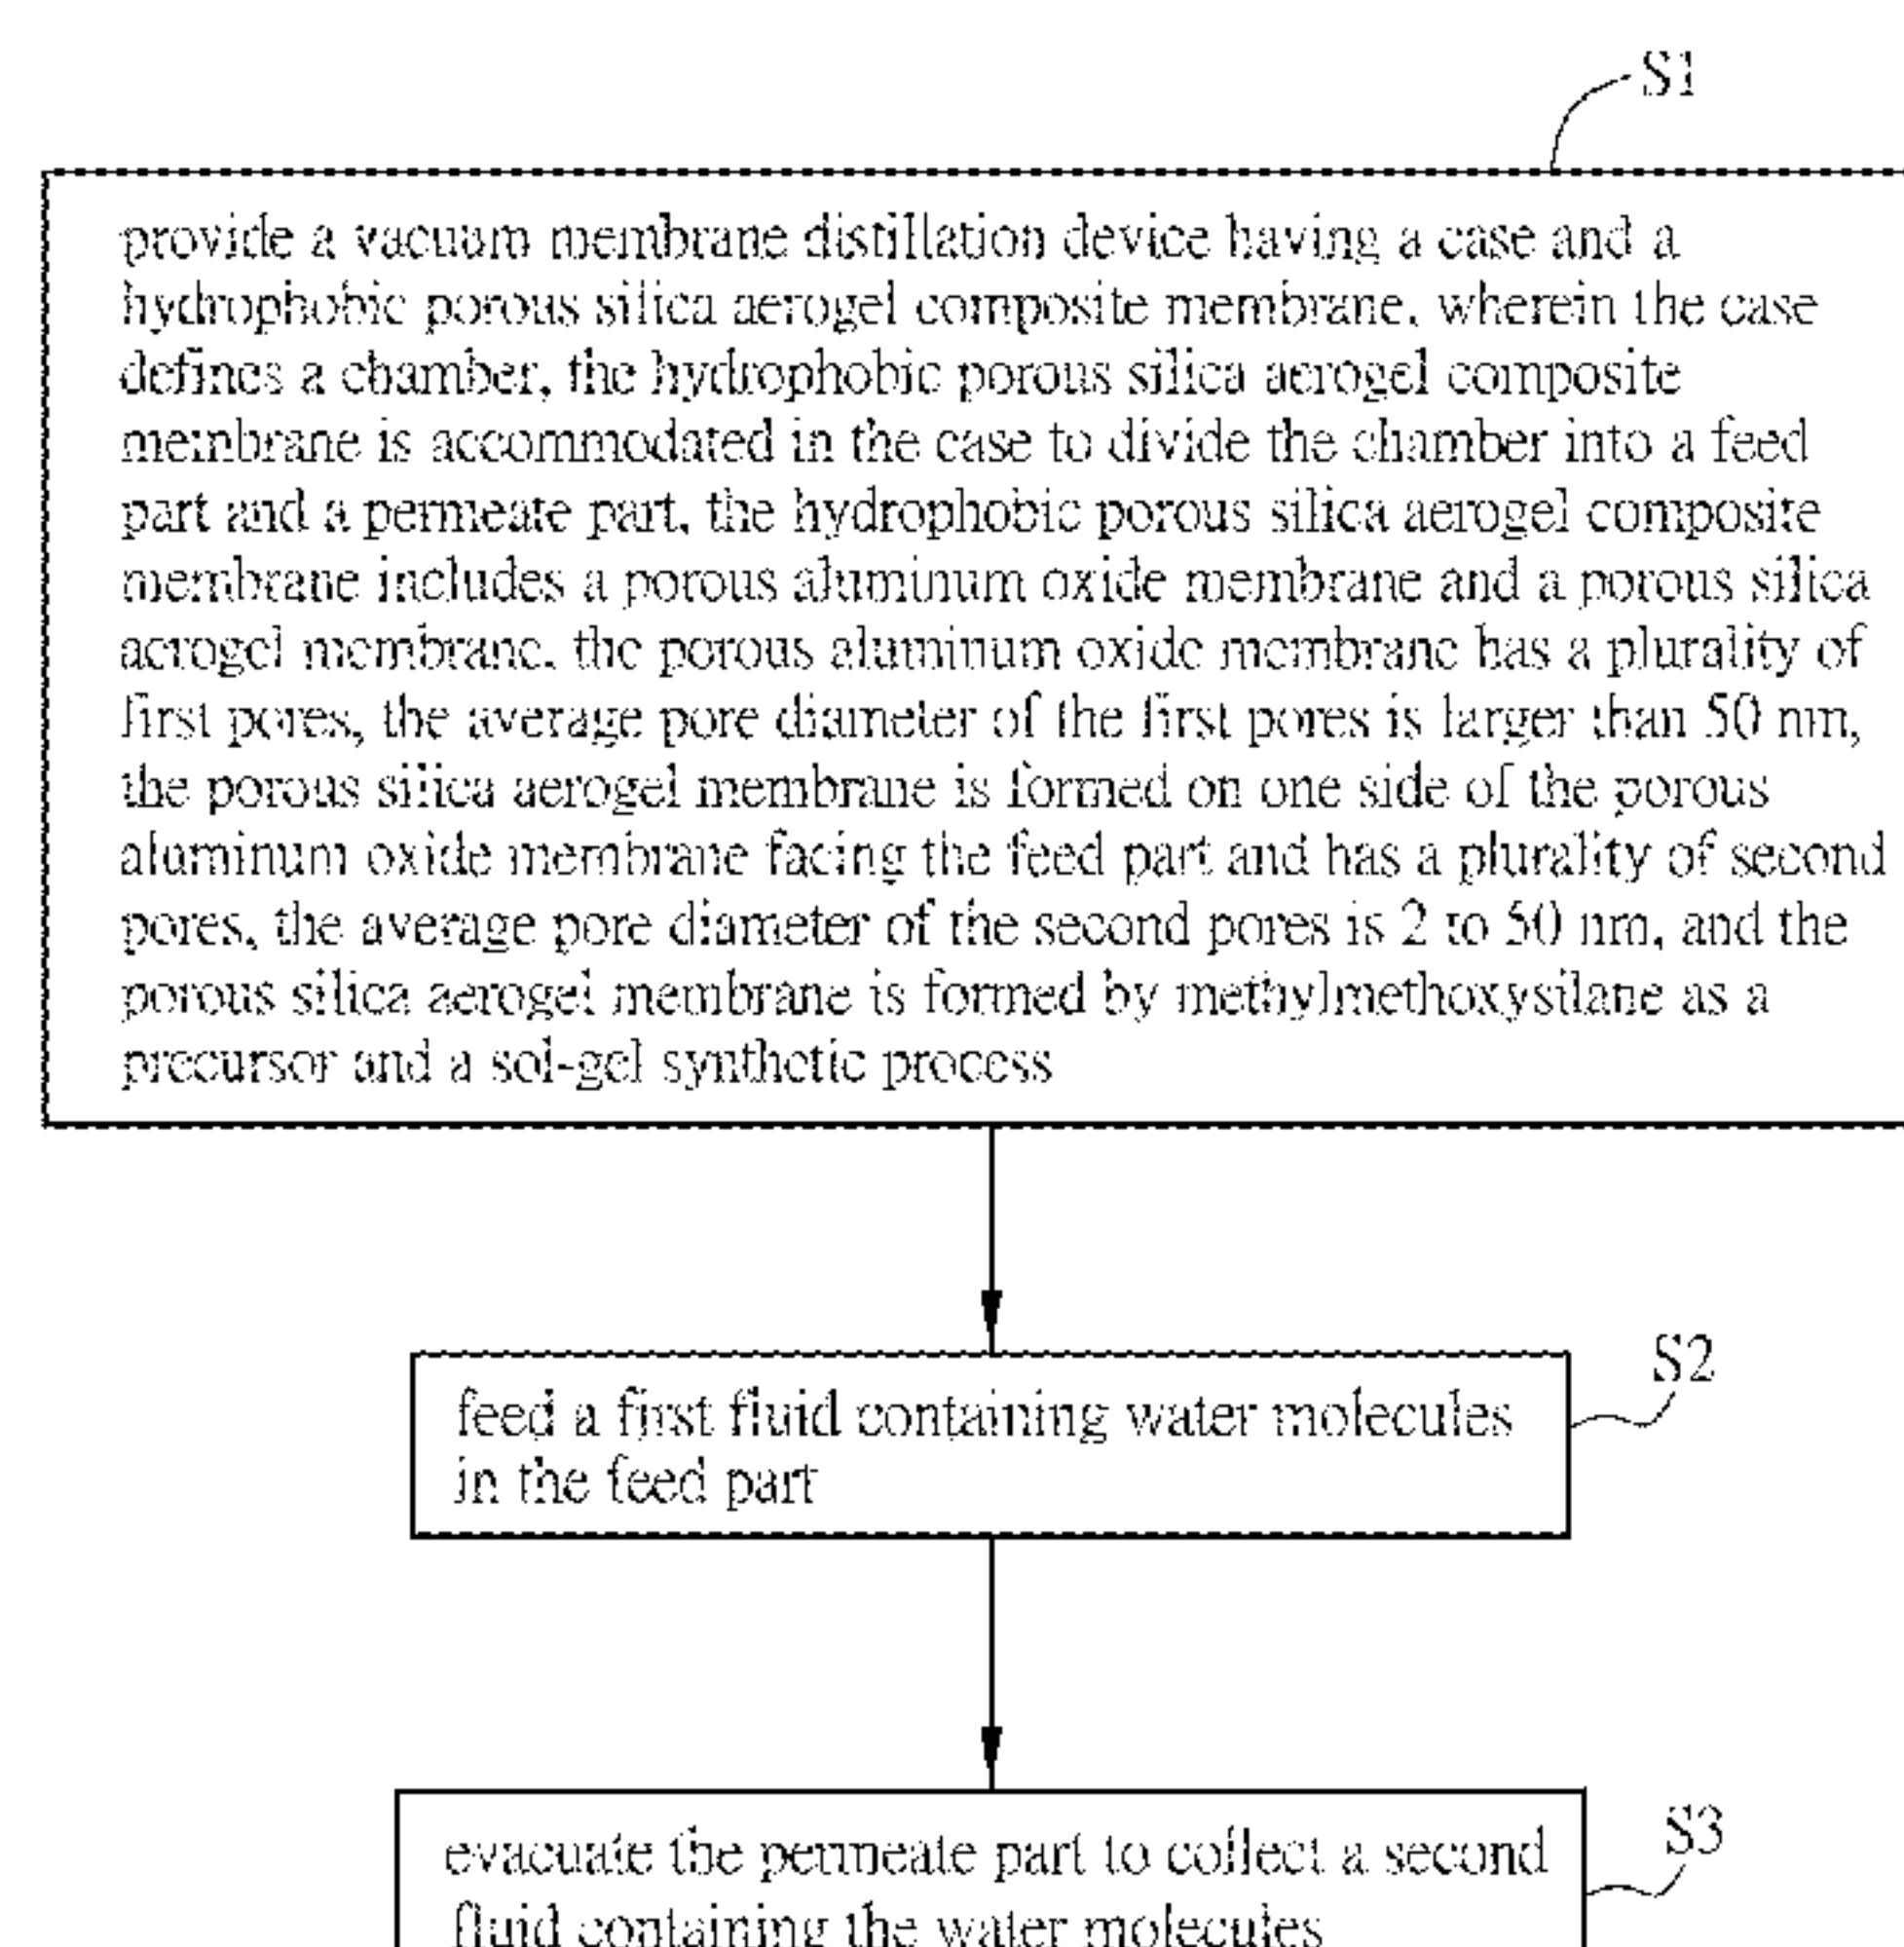 S1
provide a vacuum membrane distillation device having a case and a
hydrophobic porous silica aerogel composite membrane, wherein the case
defines a chamber, the hydrophobic porous silica aerogel composite
membrane is accommodated in the case to divide the chamber into a feed
part and a permeate part, the hydrophobic porous silica aerogel composite
membrane includes a porous aluminum oxide membrane and a porous silica
aerogel membrane, the porous aluminum oxide membrane has a plurality of
first pores, the average pore diameter of the first pores is larger than 50 nm,
the porous silica aerogel membrane is formed on one side of the porous
aluminum oxide membrane facing the feed part and has a plurality of second
pores, the average pore diameter of the second pores is 2 to 50 nm, and the
porous silica aerogel membrane is formed by methylmethoxysilane as a
precursor and a sol-gel synthetic process
S2
feed a first fluid containing water molecules
in the feed part
S3
evacuate the permeate part to collect a second
fluid containing the water molecules